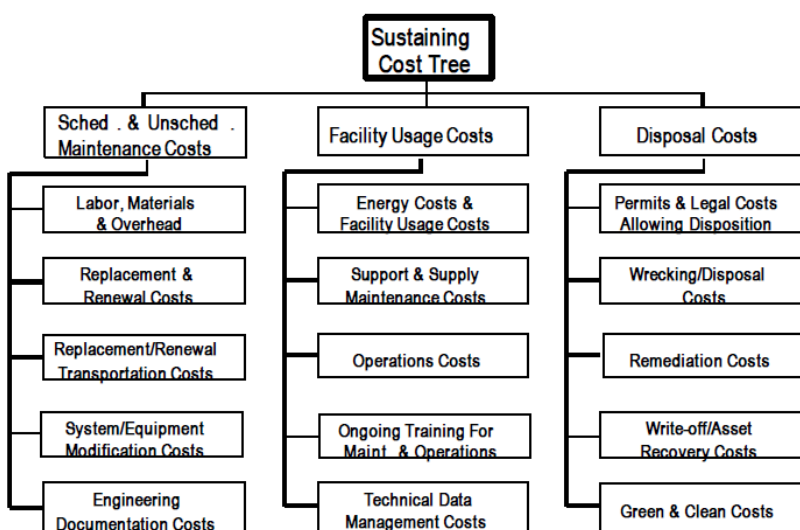 Sustaining
Cost Tree
Sched . & Unsched .
Maintenance Costs
Facility Usage Costs
Disposal Costs
Labor, Materials
& Overhead
Energy Costs &
Facility Usage Costs
Permits & Legal Costs
Allowing Disposition
Replacement &
Renewal Costs
Support & Supply
Maintenance Costs
Wrecking/Disposal
Costs
Replacement/Renewal
Transportation Costs
Operations Costs
Remediation Costs
System/Equipment
Modification Costs
Ongoing Training For
Maint . & Operations
Write-off/Asset
Recovery Costs
Engineering
Documentation Costs
Technical Data
Management Costs
Green & Clean Costs